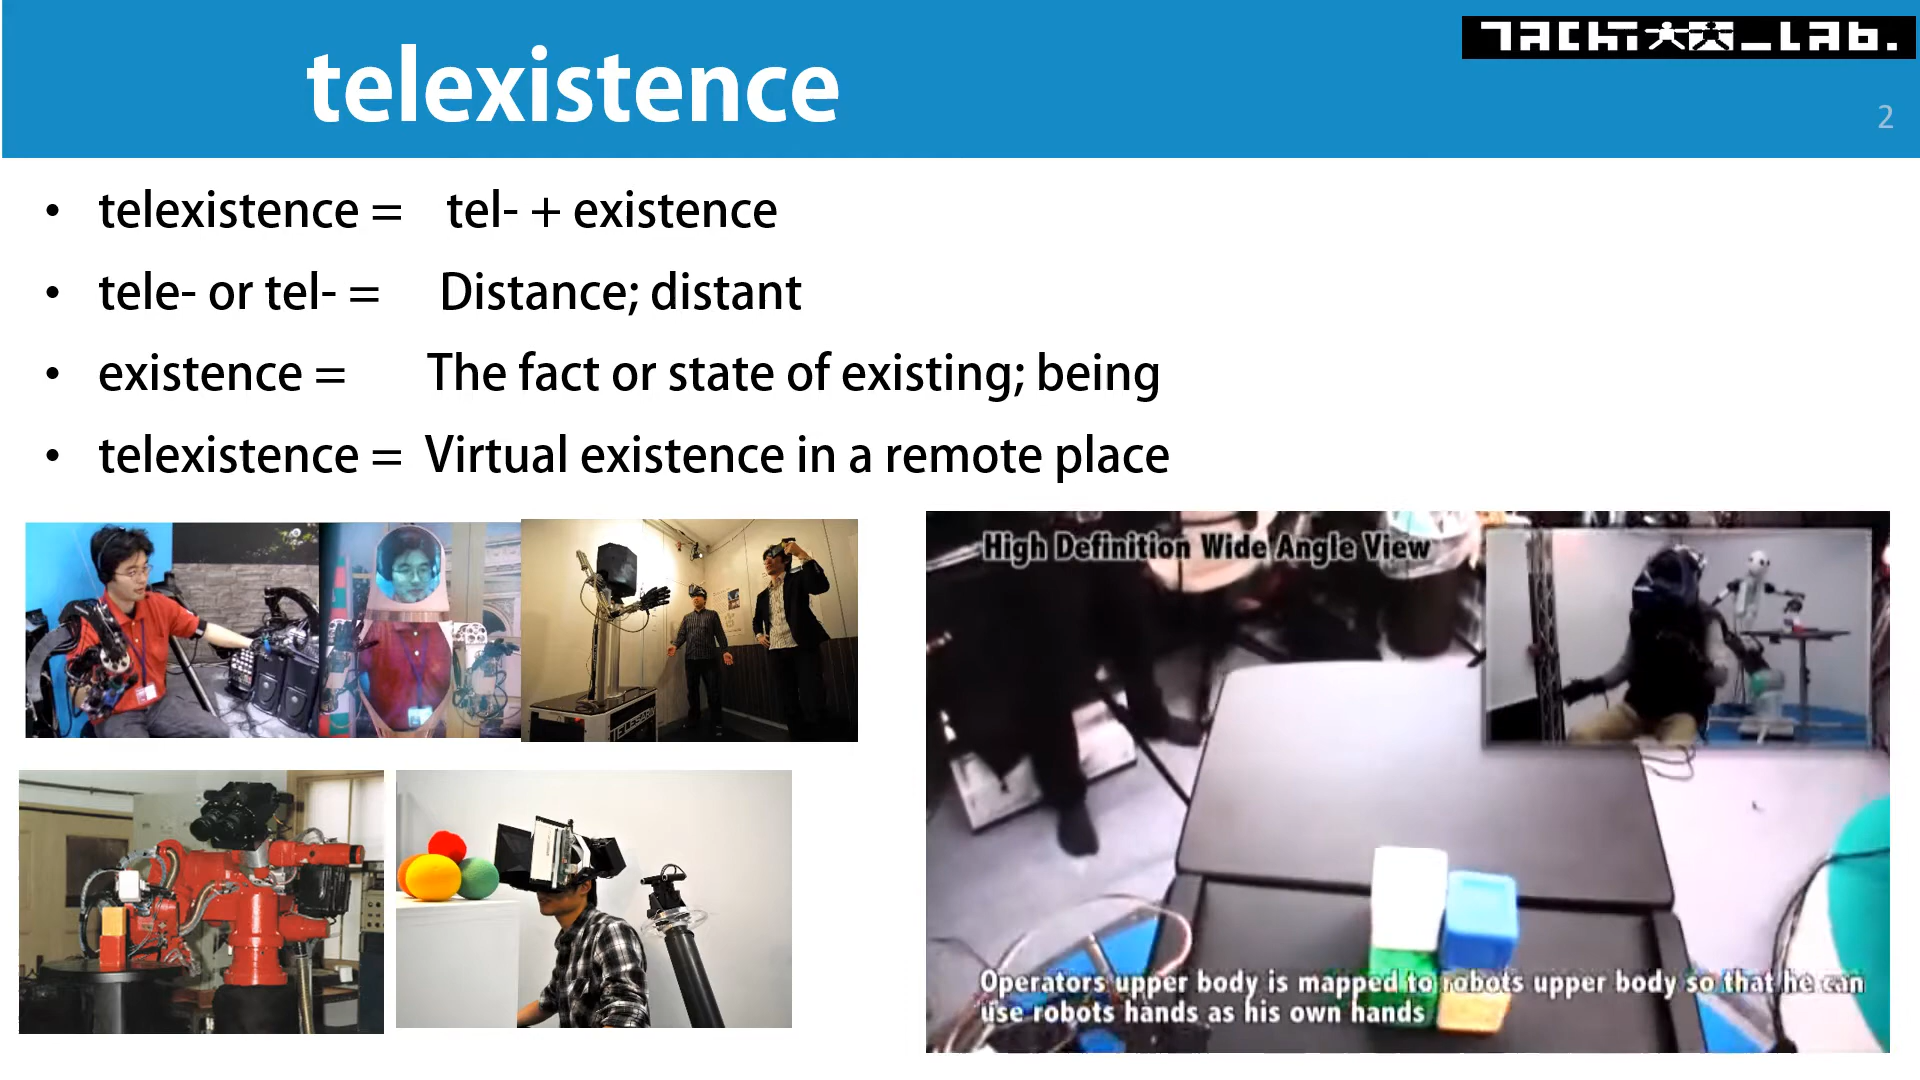 telexistence
TACHI_LAB.
2
• telexistence = tel- + existence
• tele- or tel- = Distance; distant
• existence = The fact or state of existing; being
• telexistence = Virtual existence in a remote place
TELESAR
High Definition Wide Angle View
Operators upper body is mapped to robots upper body so that he can
use robots hands as his own hands